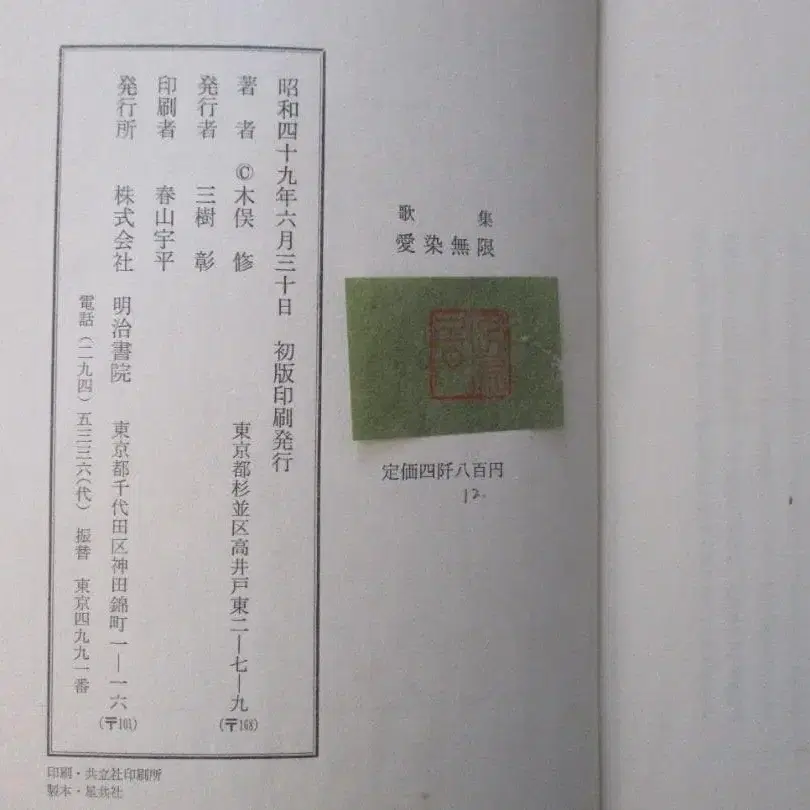 歌集
愛染無限
定価四阡八百円
12.
昭和四十九年六月三十日 初版印刷発行
著者 ©木俣 修 東京都杉並区高井戸東二―七―九(〒168)
発行者 三樹 彰
印刷者 春山宇平
発行所 株式会社 明治書院 東京都千代田区神田錦町一―一六(〒101)
電話(二九四)五三三六(代) 振替 東京四九九一番
印刷・共立社印刷所
製本・星共社